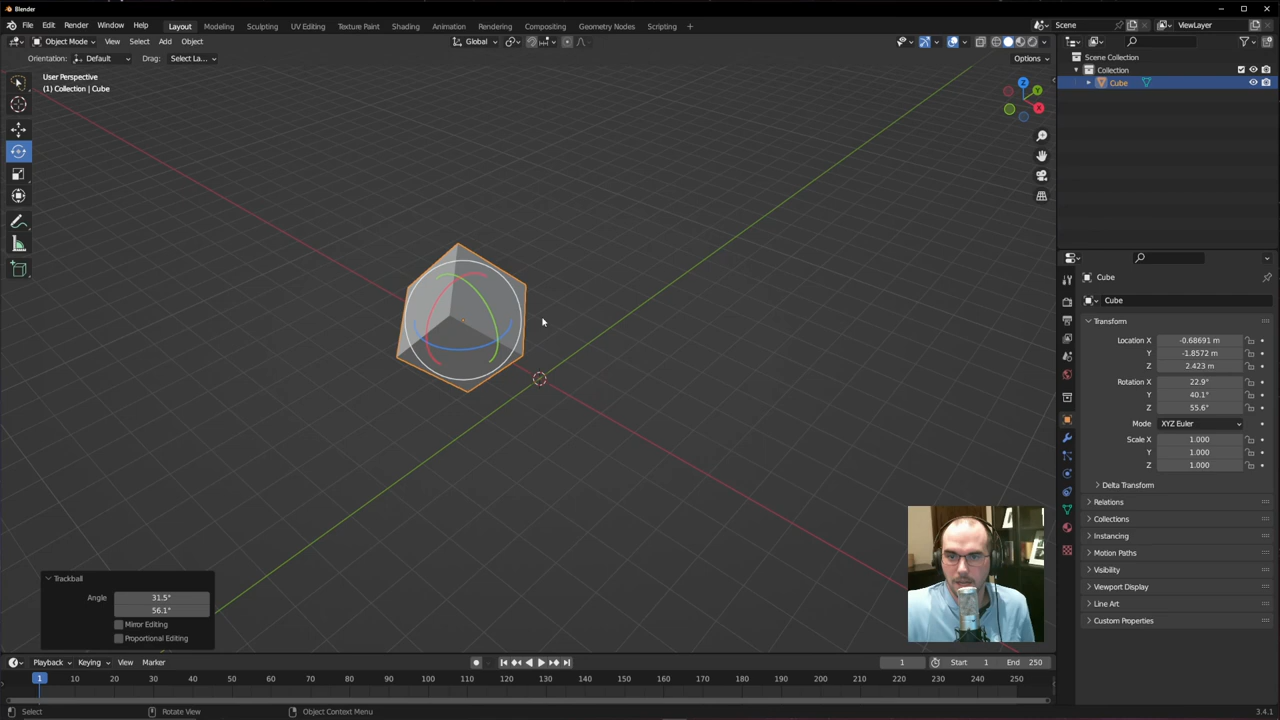 Blender
File Edit Render Window Help Layout Modeling Sculpting UV Editing Texture Paint Shading Animation Rendering Compositing Geometry Nodes Scripting + Scene ViewLayer
Object Mode View Select Add Object Global
Orientation: Default Drag: Select La... Options
User Perspective
(1) Collection | Cube
Z
Y
X
Scene Collection
Collection
Cube
Cube
Cube
Transform
Location X -0.68691 m
Y -1.8572 m
Z 2.423 m
Rotation X 22.9°
Y 40.1°
Z 55.6°
Mode XYZ Euler
Scale X 1.000
Y 1.000
Z 1.000
Delta Transform
Relations
Collections
Instancing
Motion Paths
Visibility
Viewport Display
Line Art
Custom Properties
Trackball
Angle 31.5°
56.1°
Mirror Editing
Proportional Editing
Playback Keying View Marker 1 Start 1 End 250
1 10 20 30 40 50 60 70 80 90 100 110 120 130 140 150 160 170 180 190 200 210 220 230 240 250
Select Rotate View Object Context Menu 3.4.1